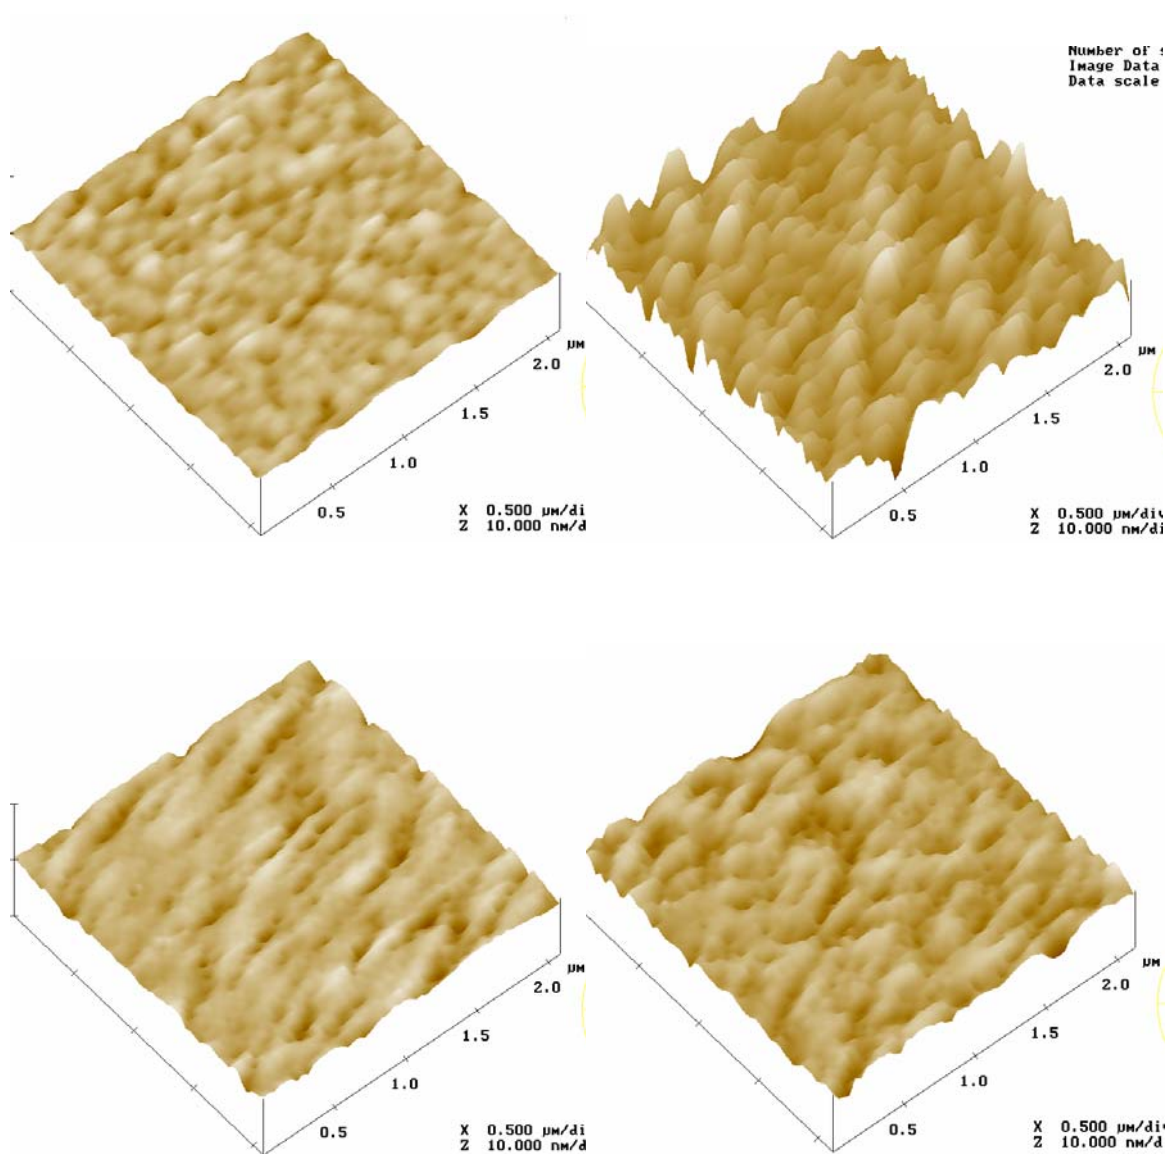 Number of
Image Data
Data scale
µm
2.0
1.5
1.0
0.5
X 0.500 µm/di
Z 10.000 nm/d
µm
2.0
1.5
1.0
0.5
X 0.500 µm/div
Z 10.000 nm/di
µm
2.0
1.5
1.0
0.5
X 0.500 µm/di
Z 10.000 nm/d
µm
2.0
1.5
1.0
0.5
X 0.500 µm/div
Z 10.000 nm/d